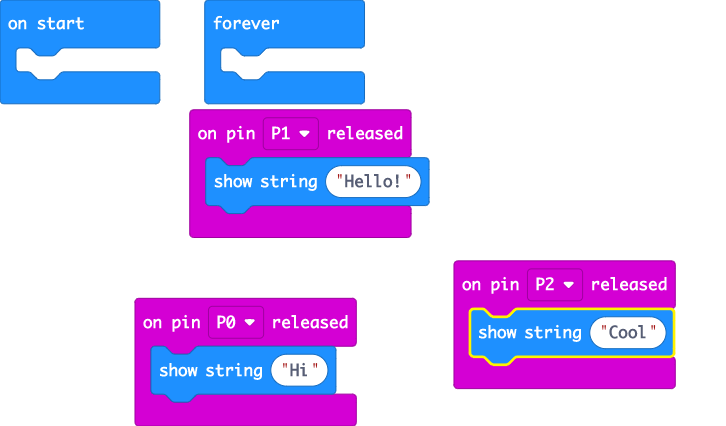 on start
forever
on pin P1 released
show string "Hello!"
on pin P2 released
show string "Cool"
on pin P0 released
show string "Hi"